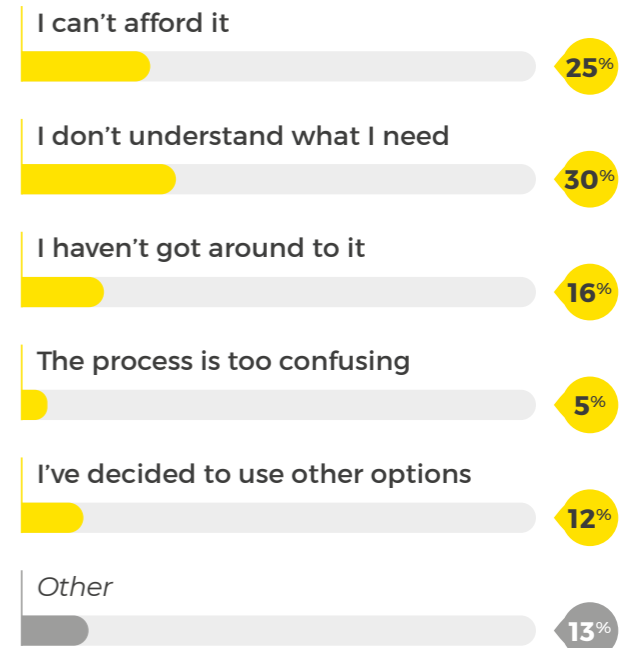 I can’t afford it
25%
I don’t understand what I need
30%
I haven’t got around to it
16%
The process is too confusing
5%
I’ve decided to use other options
12%
Other
13%